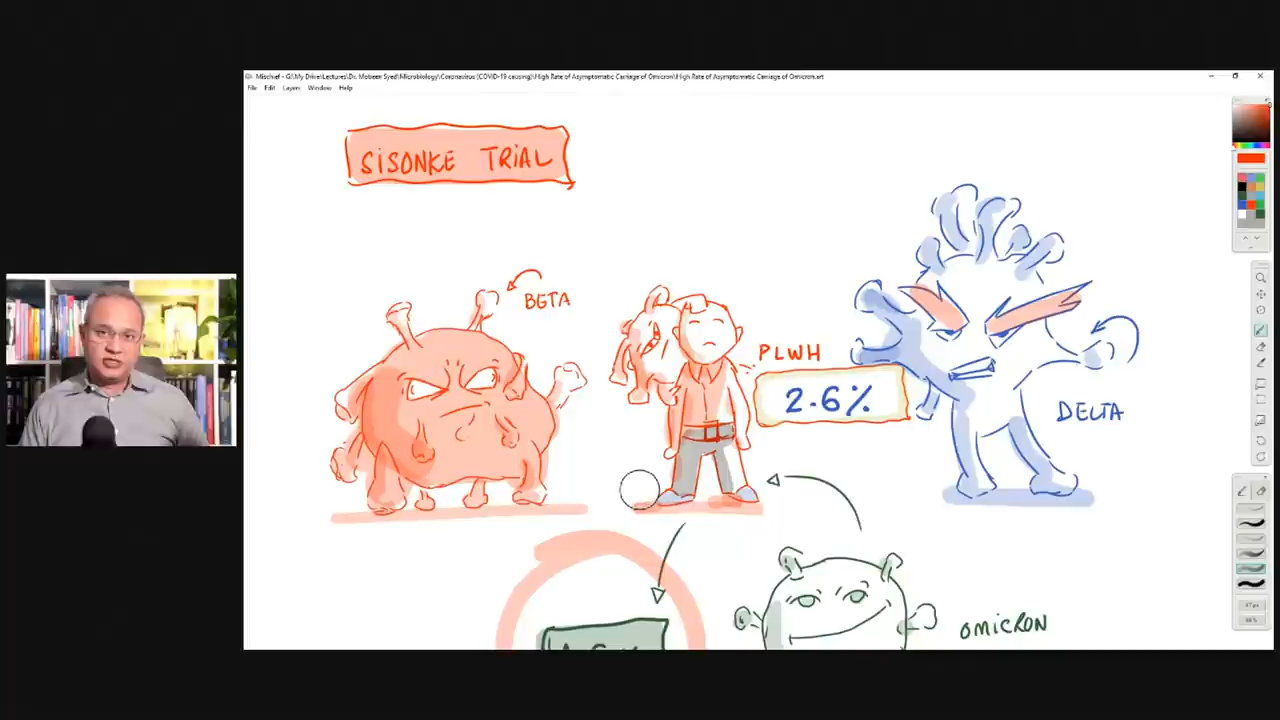 Mischief - G:\My Drive\Lectures\Dr. Mobeen Syed\Microbiology\Coronavirus (COVID-19 causing)\High Rate of Asymptomatic Carriage of Omicron\High Rate of Asymptomatic Carriage of Omicron.art
File Edit Layers Window Help
SISONKE TRIAL
BETA
PLWH
2.6%
DELTA
OMICRON